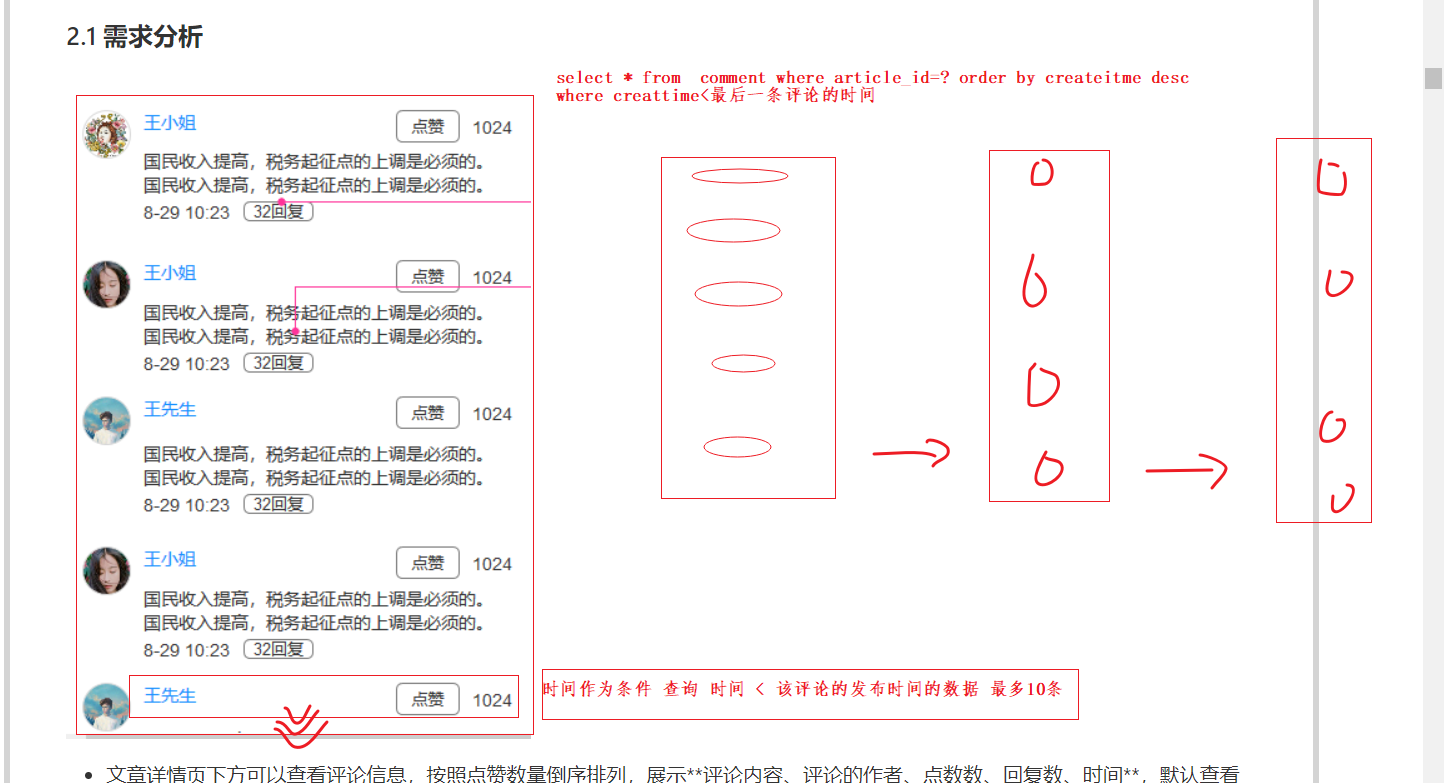 2.1 需求分析
select * from  comment where article_id=? order by createitme desc
where creattime<最后一条评论的时间
王小姐 点赞 1024
国民收入提高，税务起征点的上调是必须的。
国民收入提高，税务起征点的上调是必须的。
8-29 10:23 32回复
王小姐 点赞 1024
国民收入提高，税务起征点的上调是必须的。
国民收入提高，税务起征点的上调是必须的。
8-29 10:23 32回复
王先生 点赞 1024
国民收入提高，税务起征点的上调是必须的。
国民收入提高，税务起征点的上调是必须的。
8-29 10:23 32回复
王小姐 点赞 1024
国民收入提高，税务起征点的上调是必须的。
国民收入提高，税务起征点的上调是必须的。
8-29 10:23 32回复
王先生 点赞 1024
时间作为条件 查询 时间 < 该评论的发布时间的数据 最多10条
文章详情页下方可以查看评论信息，按照点赞数量倒序排列，展示**评论内容、评论的作者、点数数、回复数、时间**，默认查看